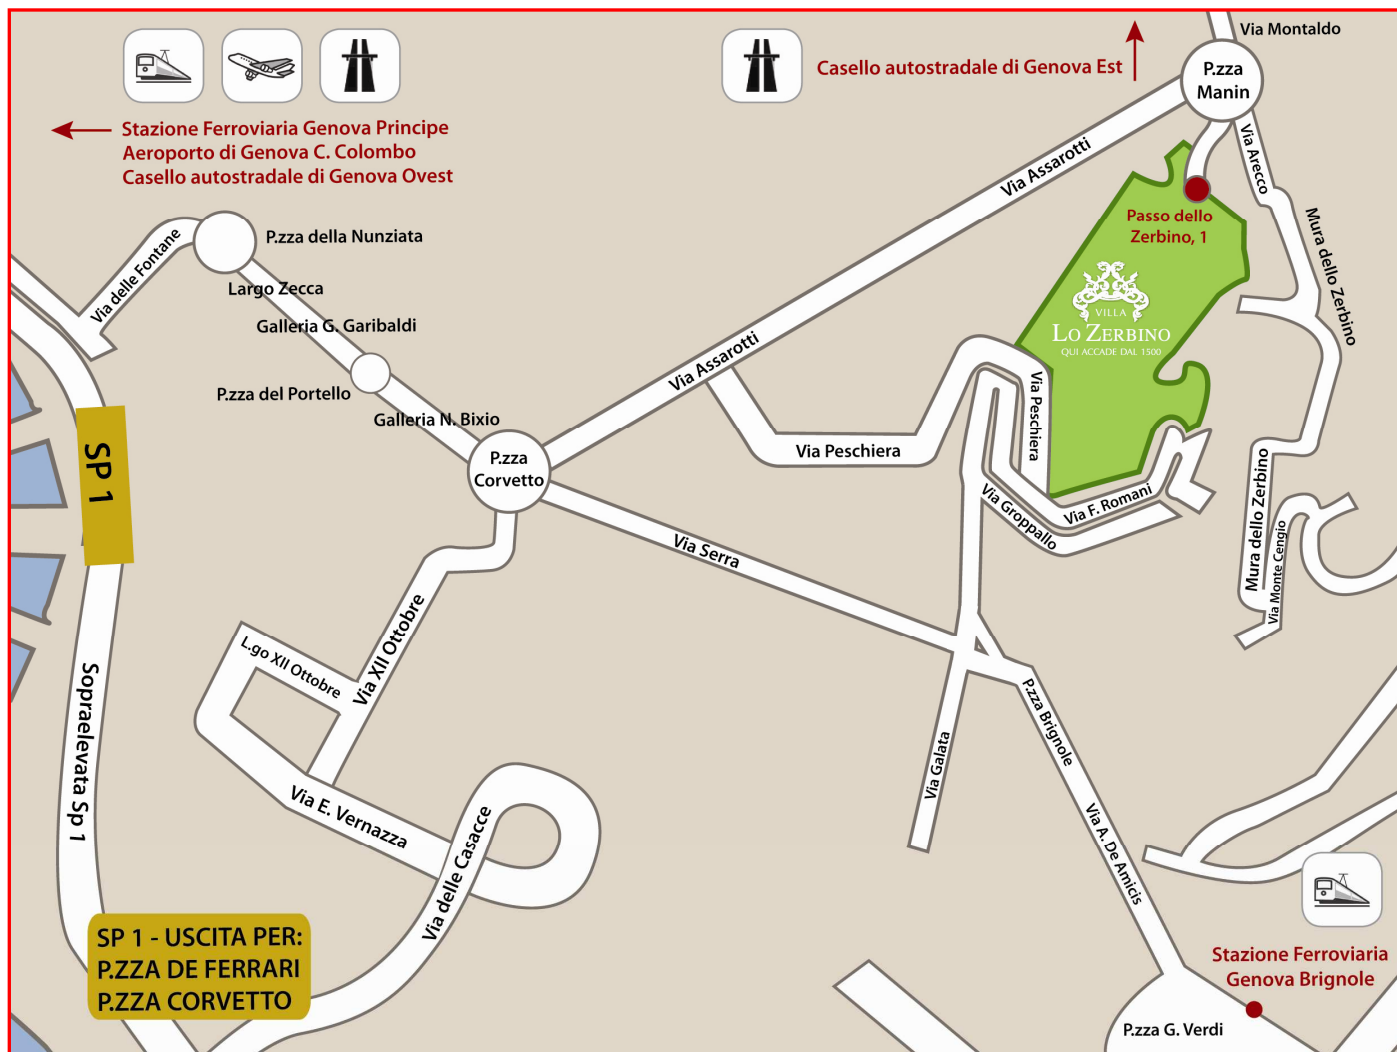 Via Montaldo
Casello autostradale di Genova Est
P.zza
Manin
Stazione Ferroviaria Genova Principe
Aeroporto di Genova C. Colombo
Casello autostradale di Genova Ovest
Via Assarotti
Via Arecco
Passo dello
Zerbino, 1
Mura dello Zerbino
P.zza della Nunziata
Via delle Fontane
Largo Zecca
Galleria G. Garibaldi
VILLA
LO ZERBINO
QUI ACCADE DAL 1500
Via Assarotti
P.zza del Portello
Galleria N. Bixio
Via Peschiera
Via Peschiera
P.zza
Corvetto
SP 1
Via Groppallo
Via F. Romani
Mura dello Zerbino
Via Monte Cengio
Via Serra
Via XII Ottobre
L.go XII Ottobre
Sopraelevata Sp 1
P.zza Brignole
Via Galata
Via E. Vernazza
Via delle Casacce
Via A. De Amicis
SP 1 - USCITA PER:
P.ZZA DE FERRARI
P.ZZA CORVETTO
Stazione Ferroviaria
Genova Brignole
P.zza G. Verdi